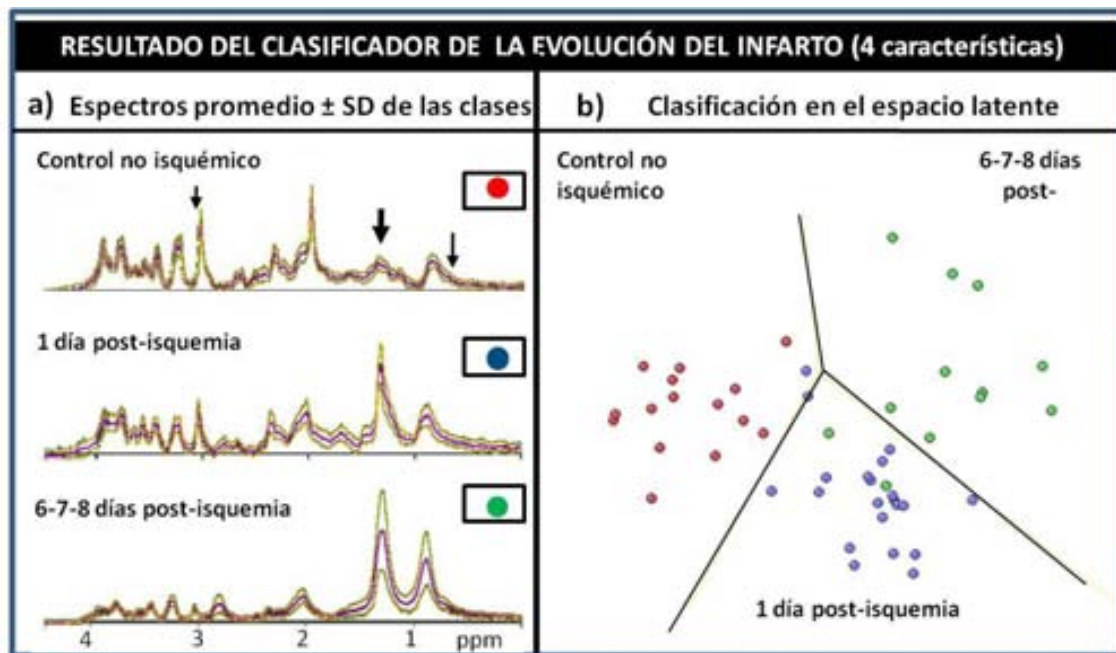 RESULTADO DEL CLASIFICADOR DE LA EVOLUCIÓN DEL INFARTO (4 características)
a) Espectros promedio ± SD de las clases
Control no isquémico
1 día post-isquemia
6-7-8 días post-isquemia
4 3 2 1 ppm
b) Clasificación en el espacio latente
Control no
isquémico
6-7-8 días
post-
1 día post-isquemia